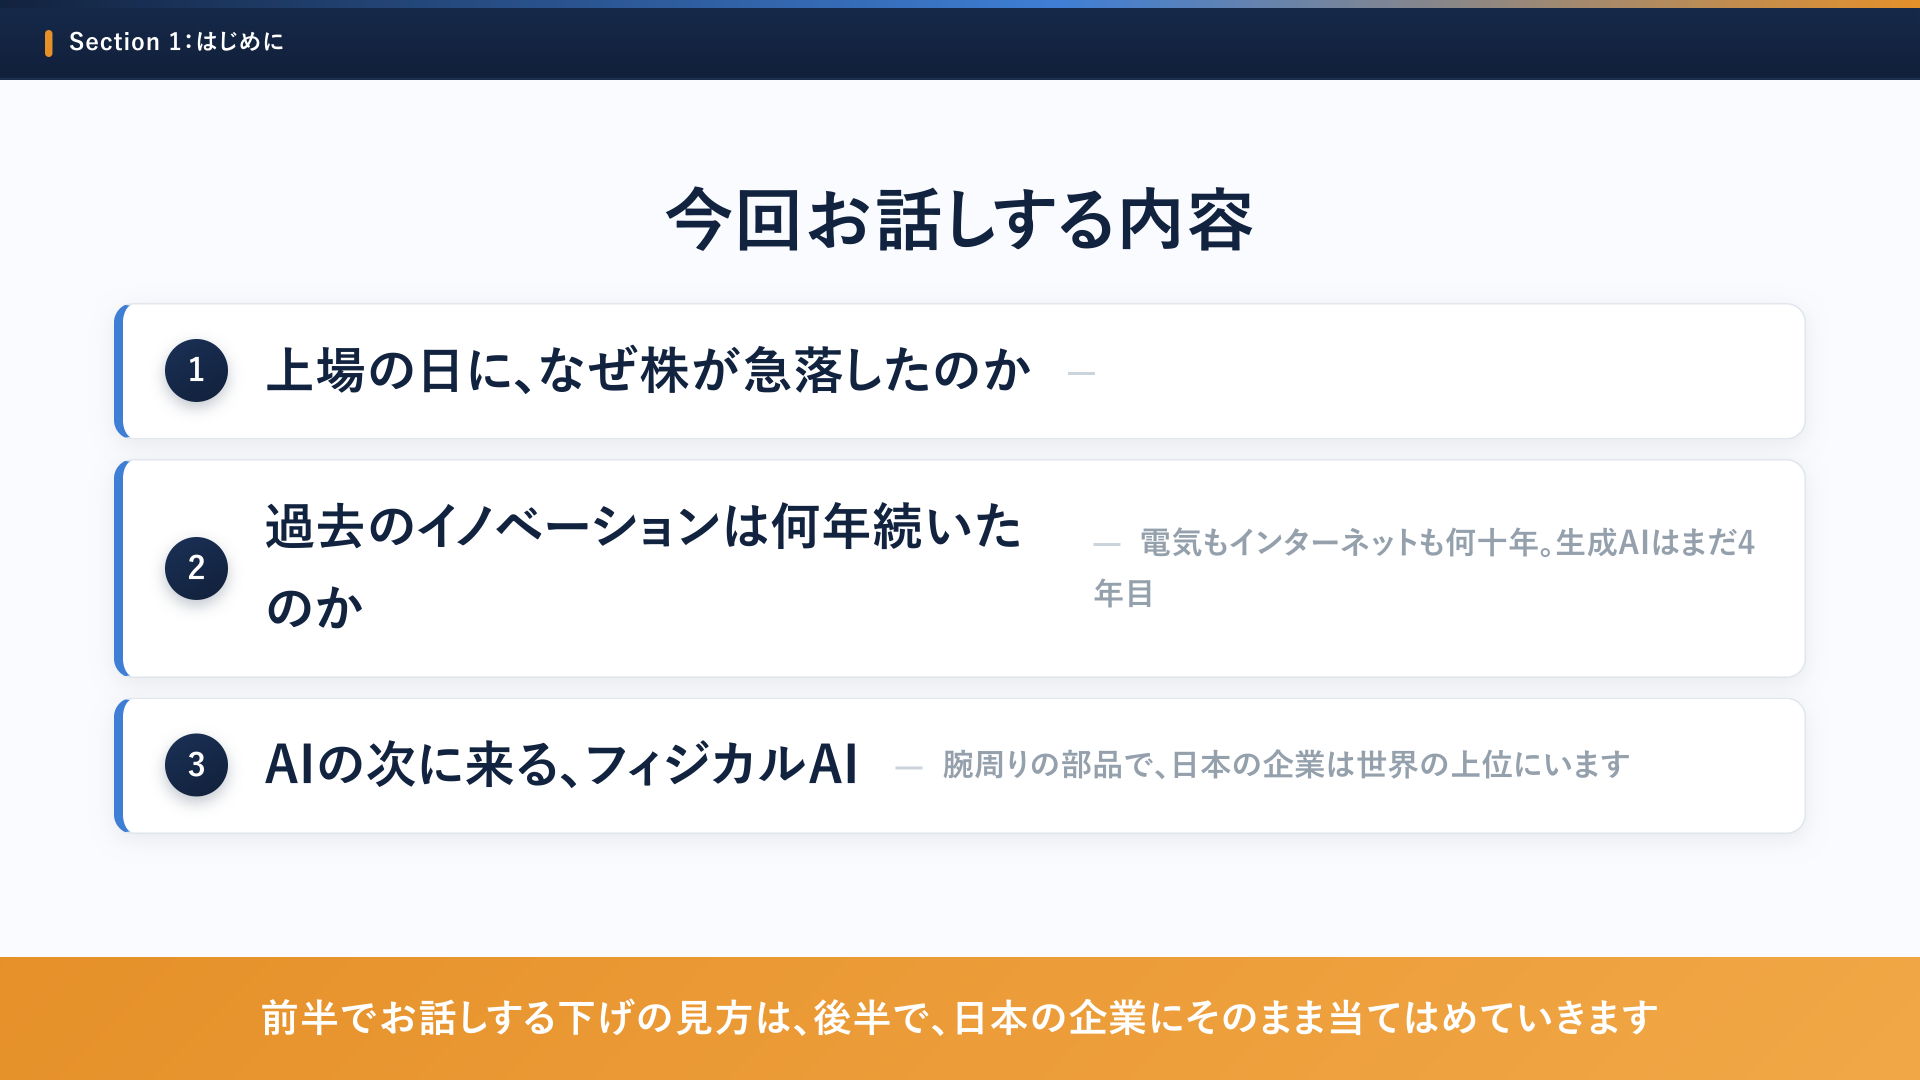 Section 1：はじめに
今回お話しする内容
1 上場の日に、なぜ株が急落したのか —
2 過去のイノベーションは何年続いた
のか
— 電気もインターネットも何十年。生成AIはまだ4
年目
3 AIの次に来る、フィジカルAI — 腕周りの部品で、日本の企業は世界の上位にいます
前半でお話しする下げの見方は、後半で、日本の企業にそのまま当てはめていきます